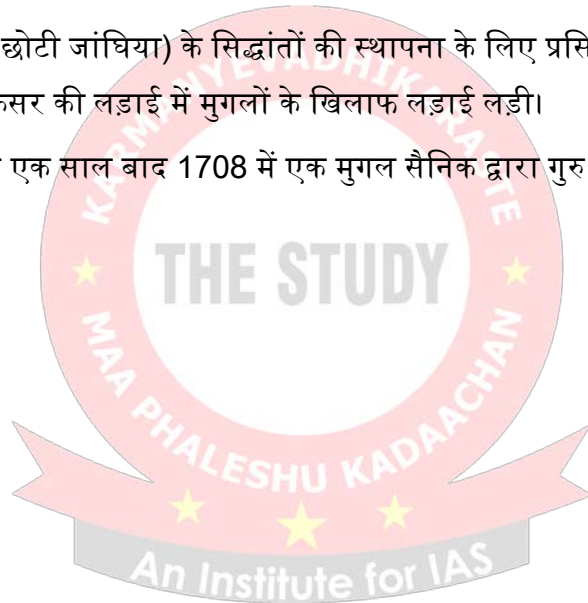 छोटी जांघिया) के सिद्धांतों की स्थापना के लिए प्रसि
सर की लड़ाई में मुगलों के खिलाफ लड़ाई लड़ी।
एक साल बाद 1708 में एक मुगल सैनिक द्वारा गुरु
KARMANYEVADHIKARASTE
THE STUDY
MAA PHALESHU KADAACHAN
An Institute for IAS